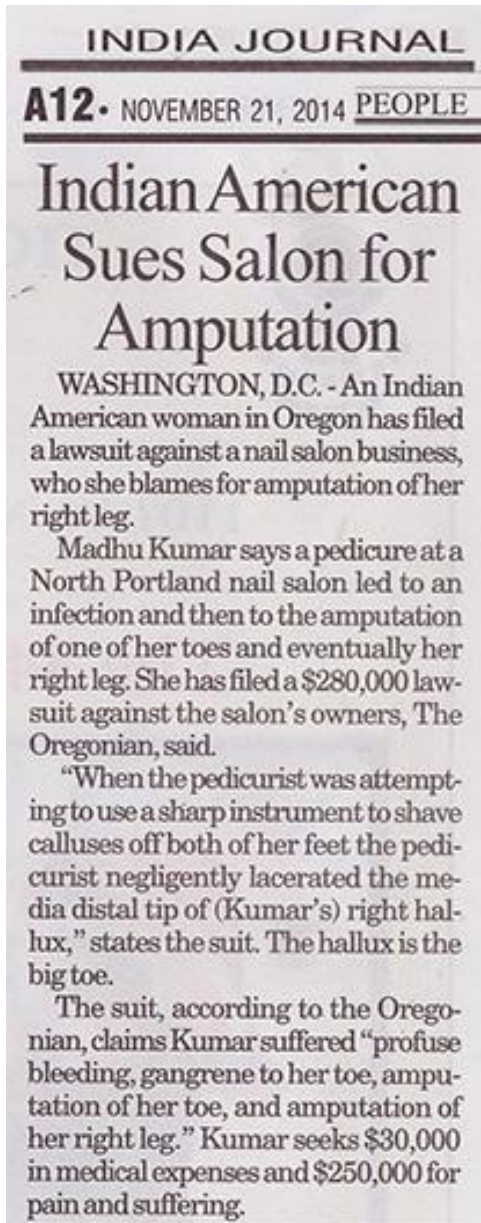 INDIA JOURNAL
A12• NOVEMBER 21, 2014 PEOPLE
Indian American
Sues Salon for
Amputation
WASHINGTON, D.C. - An Indian
American woman in Oregon has filed
a lawsuit against a nail salon business,
who she blames for amputation of her
right leg.
Madhu Kumar says a pedicure at a
North Portland nail salon led to an
infection and then to the amputation
of one of her toes and eventually her
right leg. She has filed a $280,000 law-
suit against the salon's owners, The
Oregonian, said.
"When the pedicurist was attempt-
ing to use a sharp instrument to shave
calluses off both of her feet the pedi-
curist negligently lacerated the me-
dia distal tip of (Kumar's) right hal-
lux," states the suit. The hallux is the
big toe.
The suit, according to the Orego-
nian, claims Kumar suffered "profuse
bleeding, gangrene to her toe, ampu-
tation of her toe, and amputation of
her right leg." Kumar seeks $30,000
in medical expenses and $250,000 for
pain and suffering.